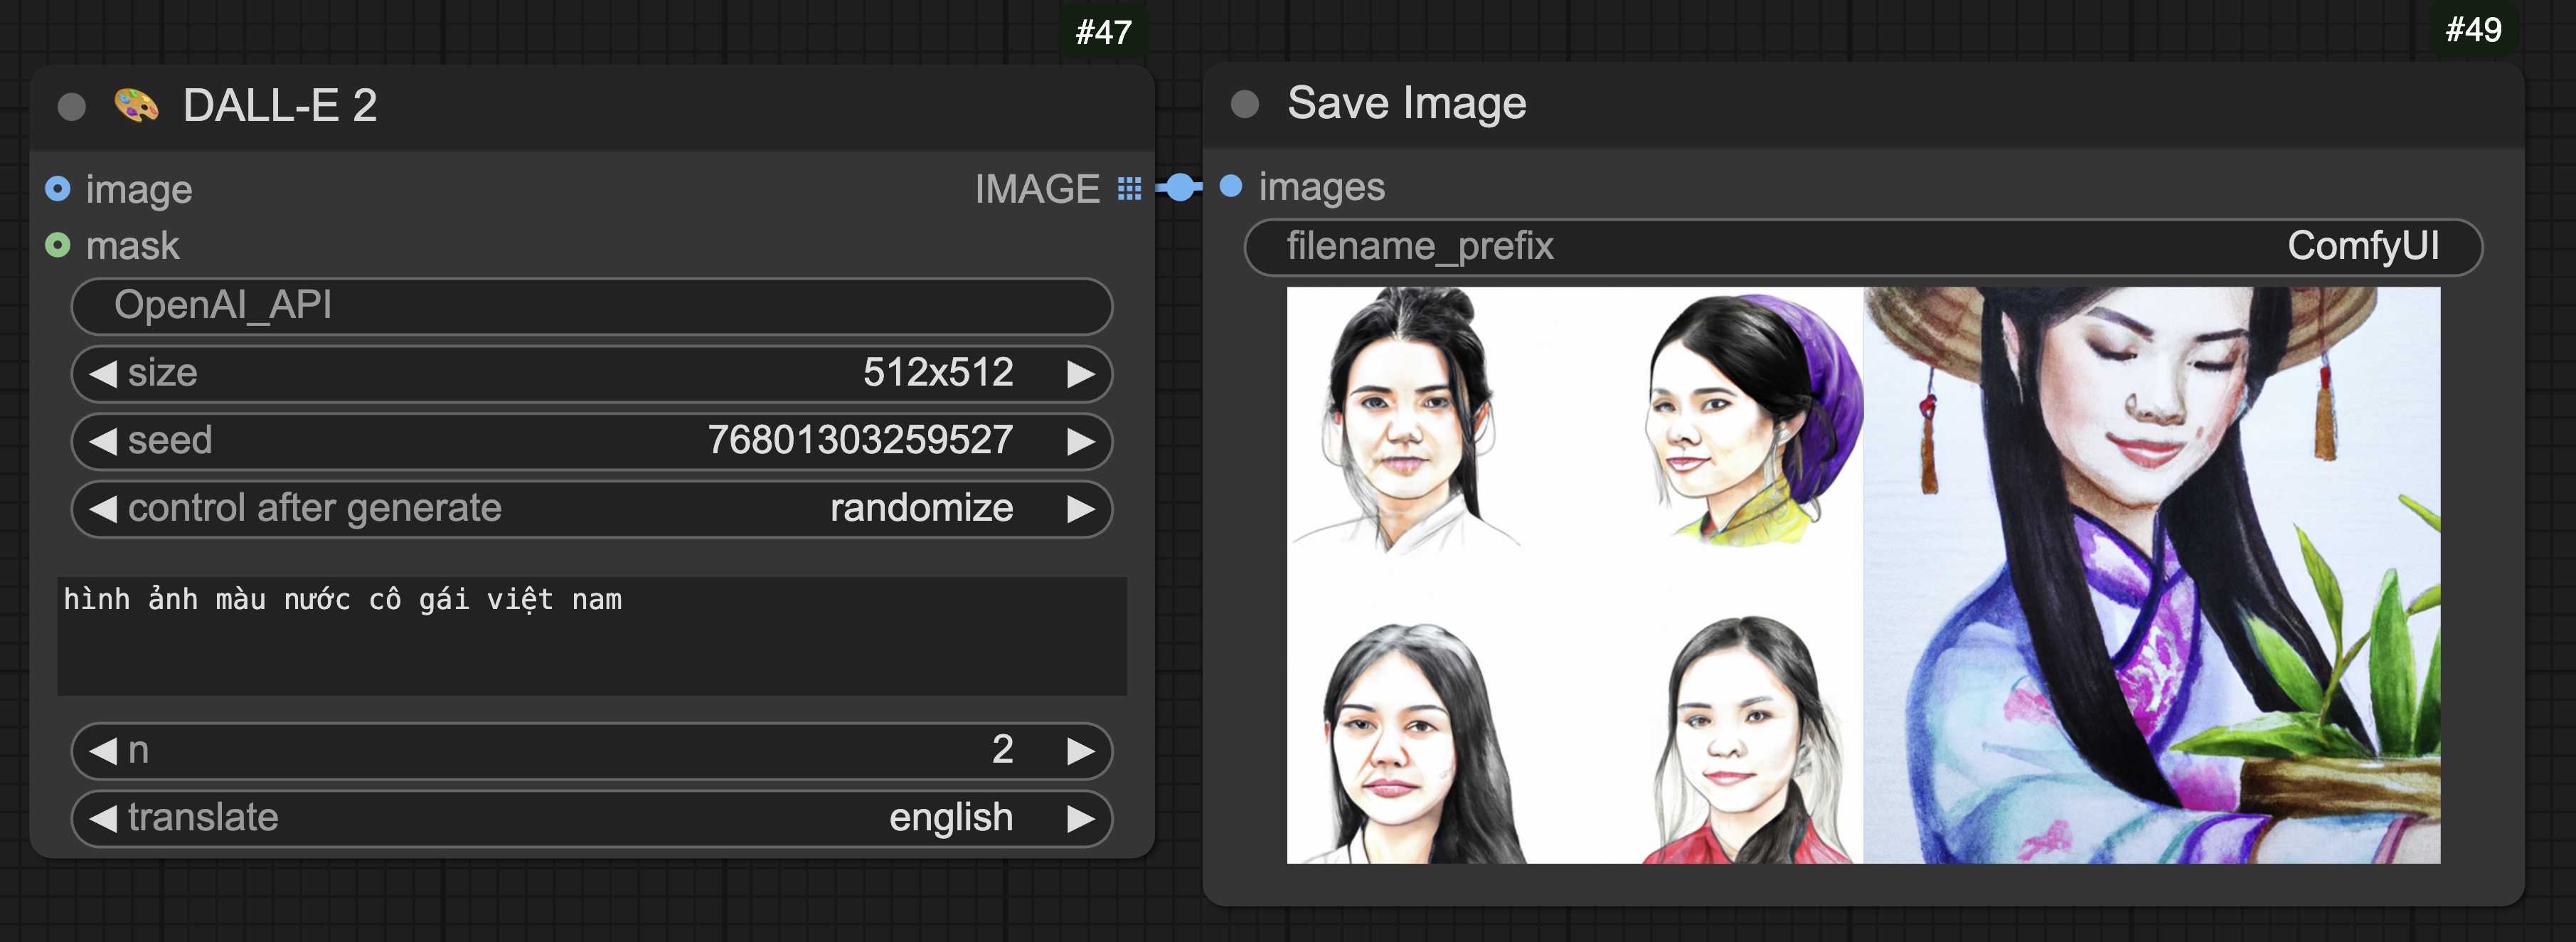 #47
DALL-E 2
image
IMAGE
mask
OpenAI_API
size 512x512
seed 76801303259527
control after generate randomize
hình ảnh màu nước cô gái việt nam
n 2
translate english
#49
Save Image
images
filename_prefix ComfyUI